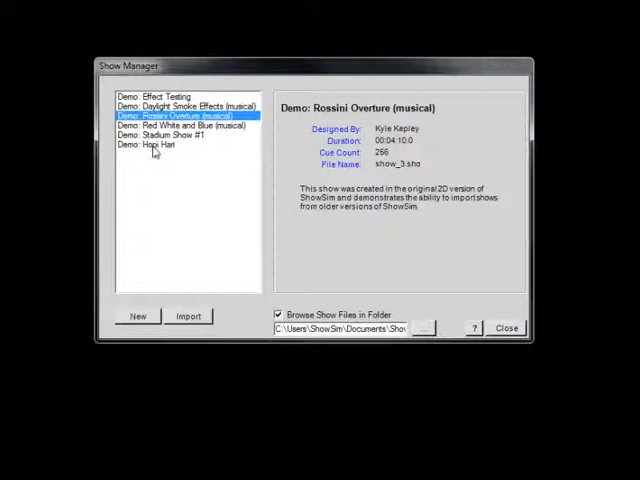 Show Manager
Demo: Effect Testing
Demo: Daylight Smoke Effects (musical)
Demo: Rossini Overture (musical)
Demo: Red White and Blue (musical)
Demo: Stadium Show #1
Demo: Hopi Hari
Demo: Rossini Overture (musical)
Designed By: Kyle Kepley
Duration: 00:04:10.0
Cue Count: 256
File Name: show_3.sho
This show was created in the original 2D version of
ShowSim and demonstrates the ability to import shows
from older versions of ShowSim.
New Import
Browse Show Files in Folder
C:\Users\ShowSim\Documents\Show
... ? Close